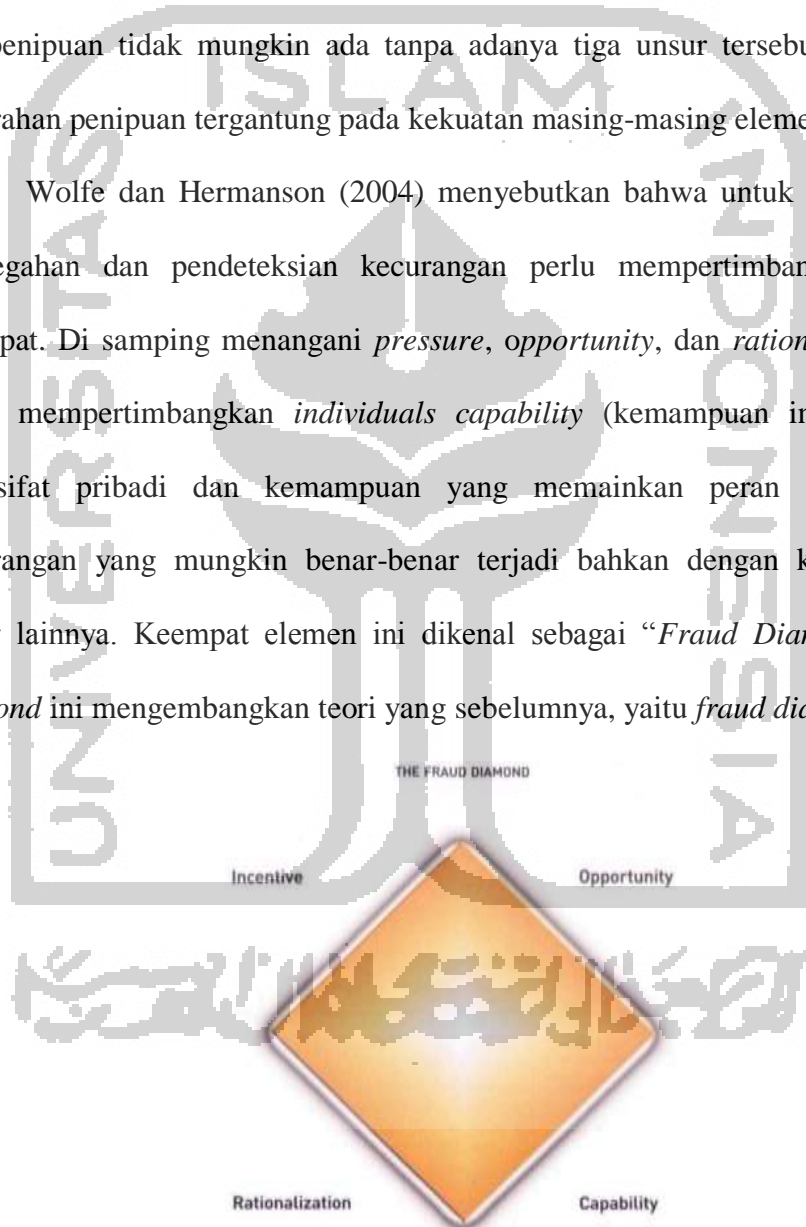 penipuan tidak mungkin ada tanpa adanya tiga unsur tersebu
rahan penipuan tergantung pada kekuatan masing-masing eleme
Wolfe dan Hermanson (2004) menyebutkan bahwa untuk
egahan dan pendeteksian kecurangan perlu mempertimban
pat. Di samping menangani pressure, opportunity, dan ration
mempertimbangkan individuals capability (kemampuan in
sifat pribadi dan kemampuan yang memainkan peran
rangan yang mungkin benar-benar terjadi bahkan dengan k
lainnya. Keempat elemen ini dikenal sebagai “Fraud Diar
ond ini mengembangkan teori yang sebelumnya, yaitu fraud dia
THE FRAUD DIAMOND
Incentive Opportunity
Rationalization Capability
ISLAM
UNIVERSITAS
INDONESIA